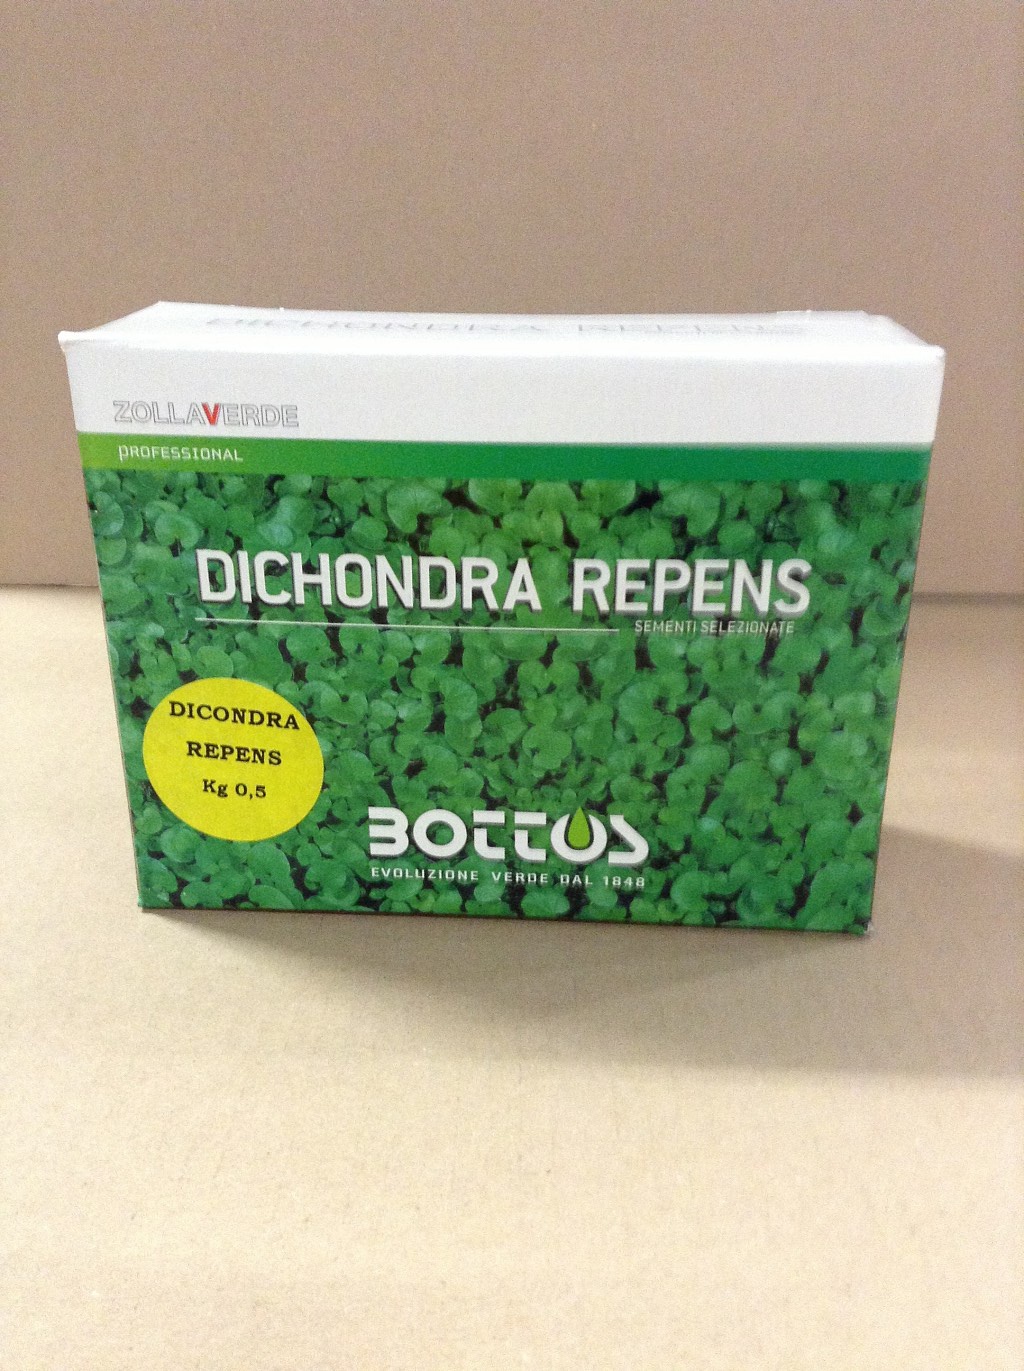 DICHONDRA REPENS
ZOLLAVERDE
PROFESSIONAL
DICHONDRA REPENS
SEMENTI SELEZIONATE
DICONDRA
REPENS
Kg 0,5
BOTTOS
EVOLUZIONE VERDE DAL 1848